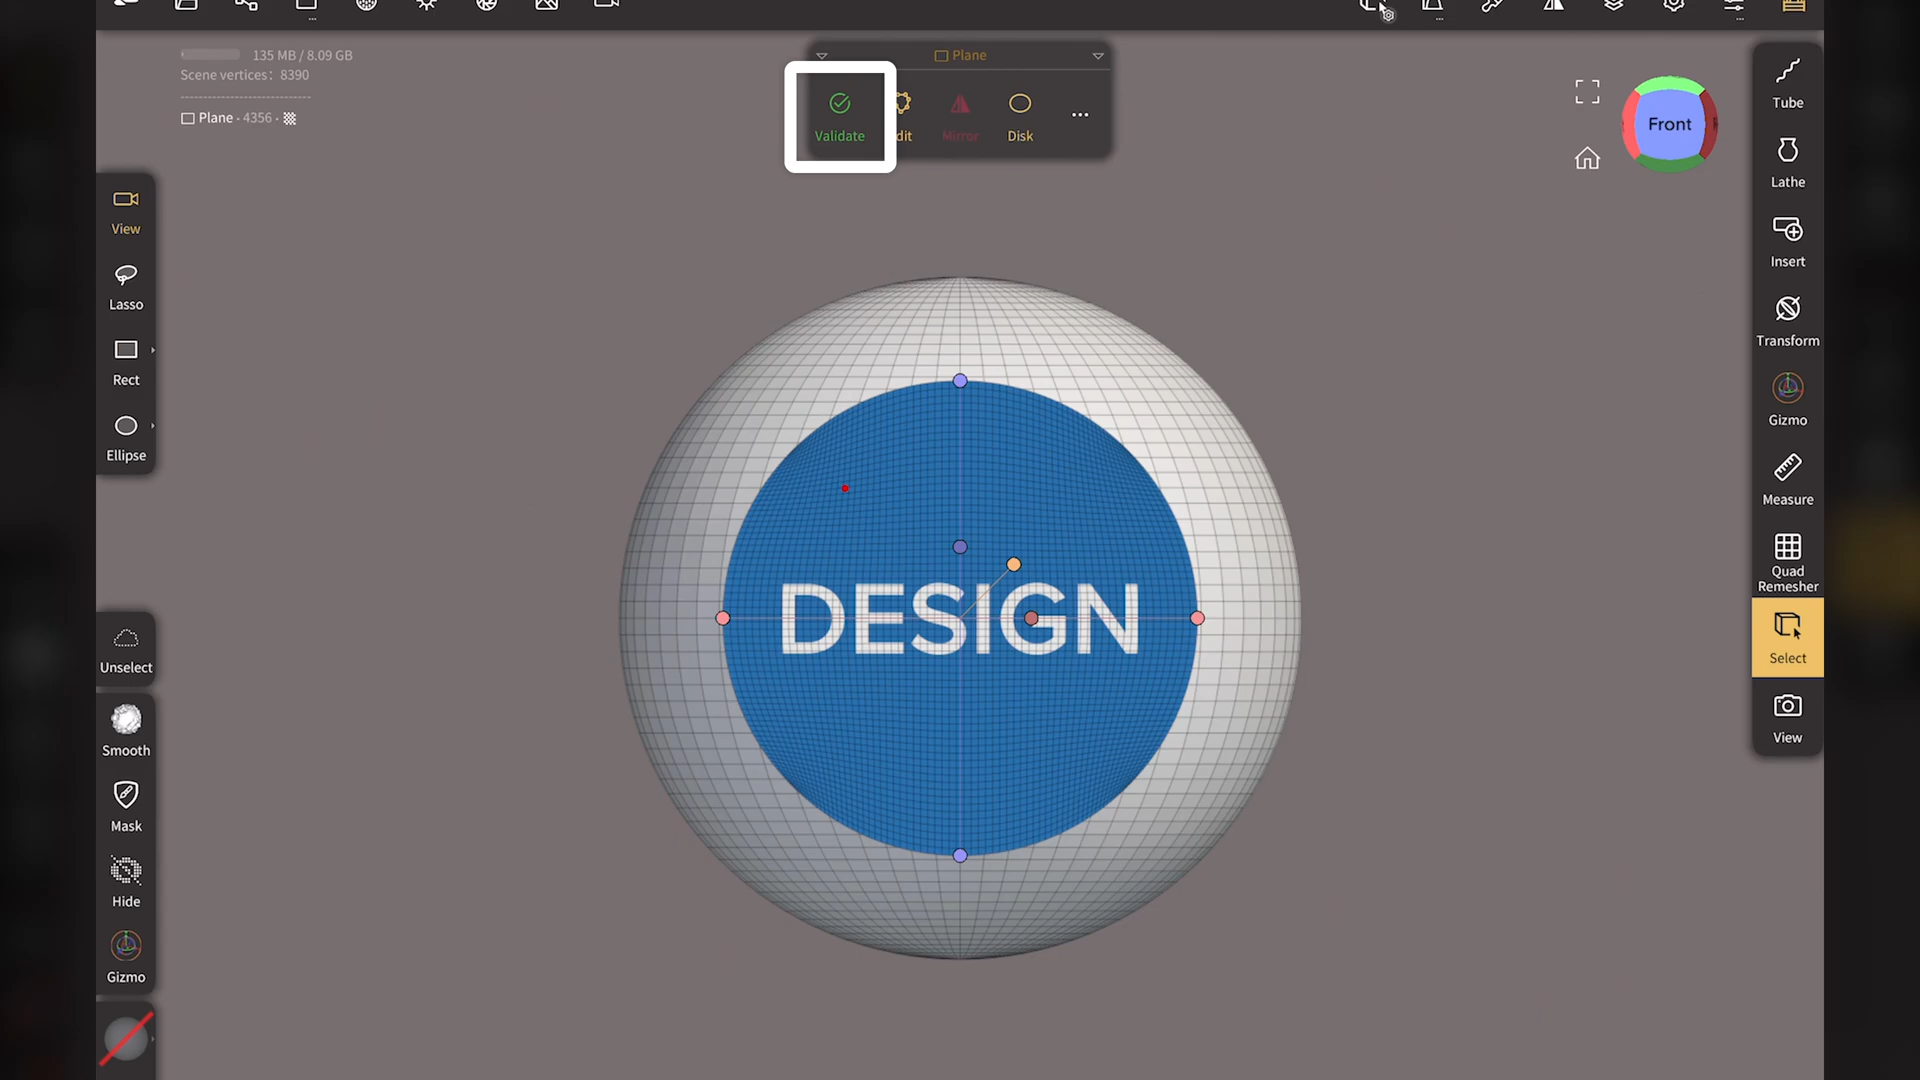 135 MB / 8.09 GB
Scene vertices: 8390
Plane · 4356 ·
Plane
Validate
dit
Mirror
Disk
...
Front
View
Lasso
Rect
Ellipse
Unselect
Smooth
Mask
Hide
Gizmo
DESIGN
Tube
Lathe
Insert
Transform
Gizmo
Measure
Quad
Remesher
Select
View